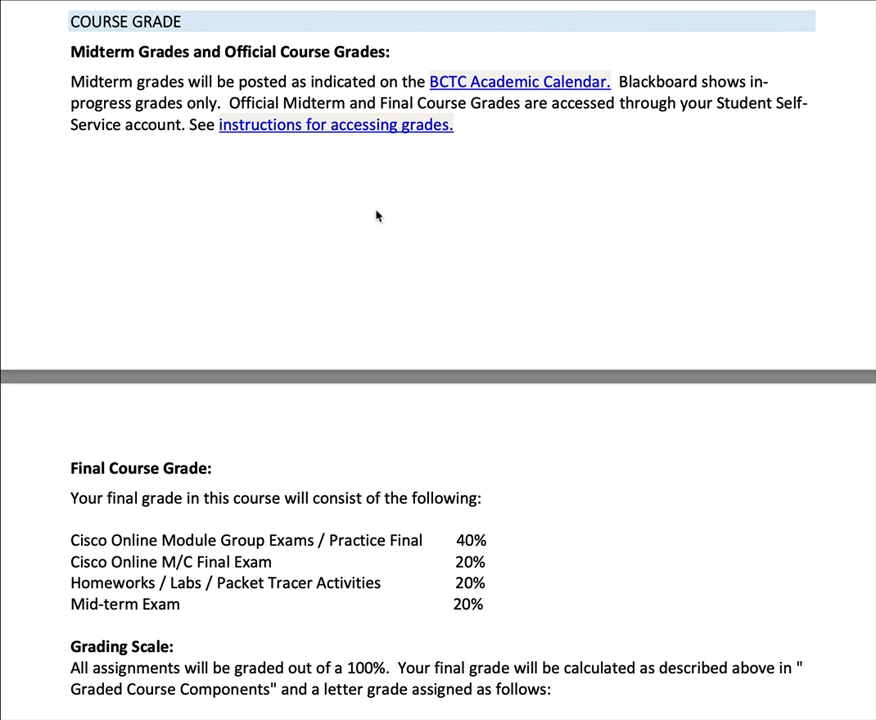 COURSE GRADE
Midterm Grades and Official Course Grades:
Midterm grades will be posted as indicated on the BCTC Academic Calendar.  Blackboard shows in-
progress grades only.  Official Midterm and Final Course Grades are accessed through your Student Self-
Service account. See instructions for accessing grades.
Final Course Grade:
Your final grade in this course will consist of the following:
Cisco Online Module Group Exams / Practice Final 40%
Cisco Online M/C Final Exam 20%
Homeworks / Labs / Packet Tracer Activities 20%
Mid-term Exam 20%
Grading Scale:
All assignments will be graded out of a 100%.  Your final grade will be calculated as described above in "
Graded Course Components" and a letter grade assigned as follows: